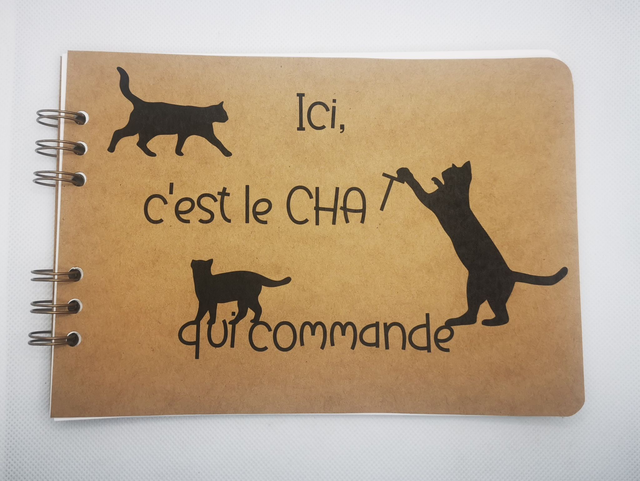 Ici,
c'est le CHAT
qui commande